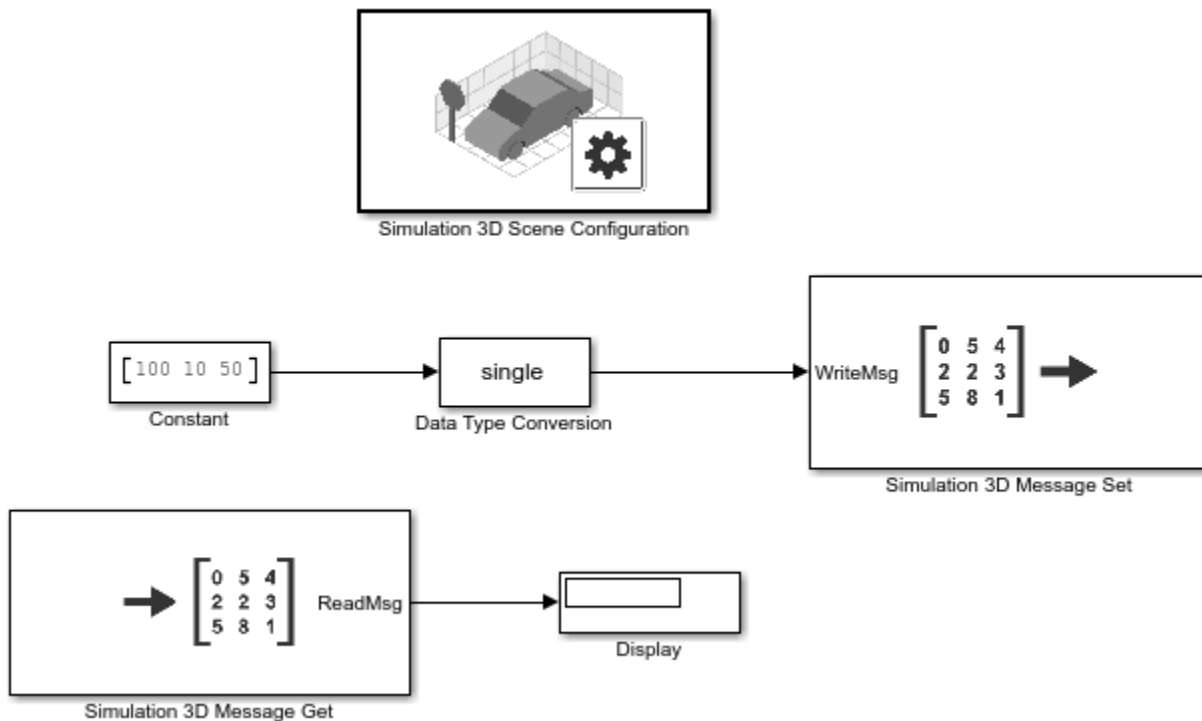 Simulation 3D Scene Configuration
[100 10 50]
Constant
single
Data Type Conversion
WriteMsg
0 5 4
2 2 3
5 8 1
Simulation 3D Message Set
0 5 4
2 2 3
5 8 1
ReadMsg
Simulation 3D Message Get
Display